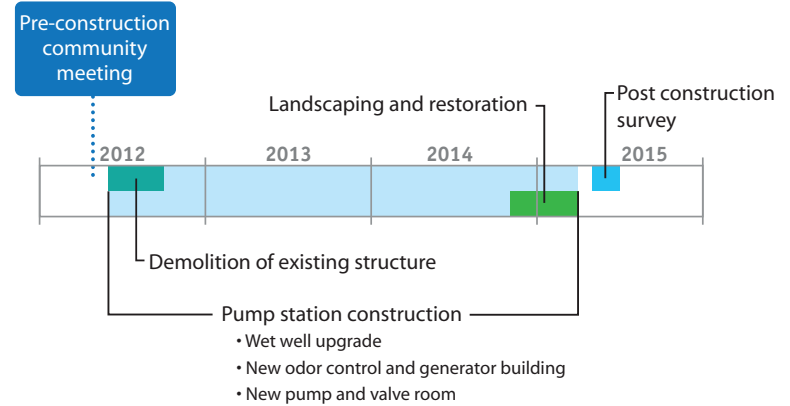 Pre-construction
community
meeting
Landscaping and restoration
Post construction
survey
2012
2013
2014
2015
Demolition of existing structure
Pump station construction
• Wet well upgrade
• New odor control and generator building
• New pump and valve room